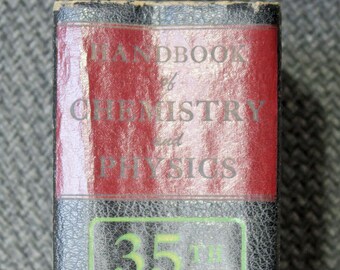 HANDBOOK
of
CHEMISTRY
and
PHYSICS
35TH